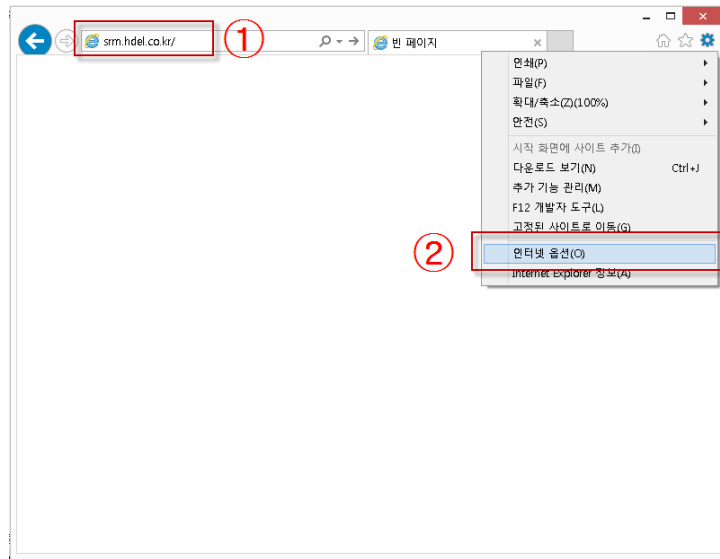 srm.hdel.co.kr/
①
빈 페이지
인쇄(P)
파일(F)
확대/축소(Z)(100%)
안전(S)
시작 화면에 사이트 추가(I)
다운로드 보기(N) Ctrl+J
추가 기능 관리(M)
F12 개발자 도구(L)
고정된 사이트로 이동(G)
②
인터넷 옵션(O)
Internet Explorer 정보(A)